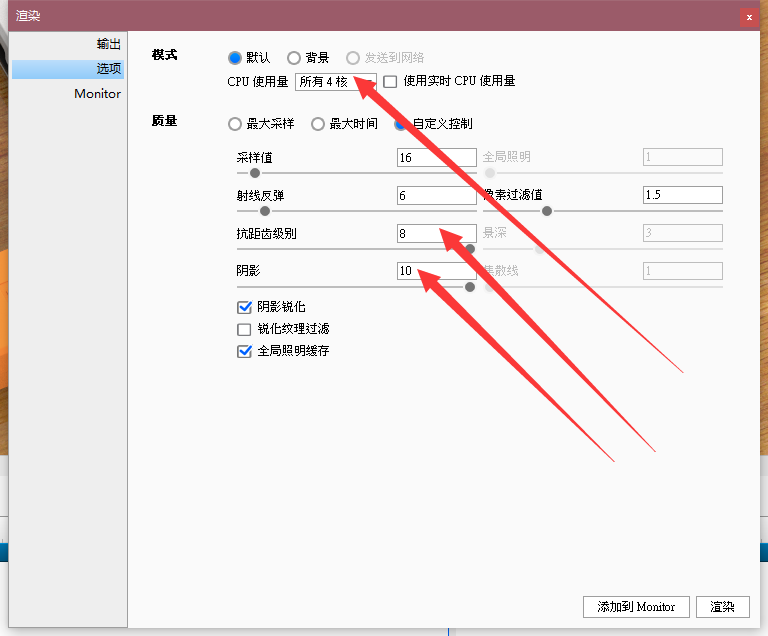 渲染
x
输出
选项
Monitor
模式
默认 背景 发送到网络
CPU 使用量 所有 4 核 使用实时 CPU 使用量
质量
最大采样 最大时间 自定义控制
采样值 16 全局照明 1
射线反弹 6 像素过滤值 1.5
抗距齿级别 8 景深 3
阴影 10 焦散线 1
阴影锐化
锐化纹理过滤
全局照明缓存
添加到 Monitor 渲染